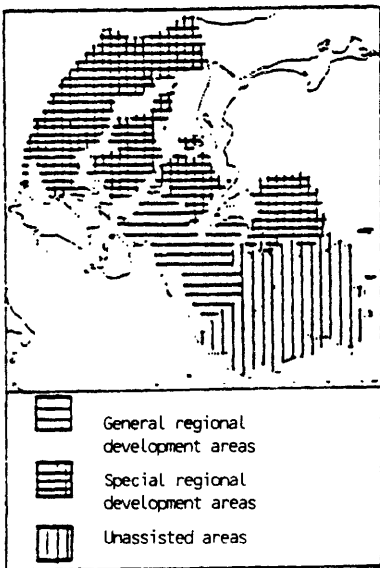 General regional
development areas
Special regional
development areas
Unassisted areas